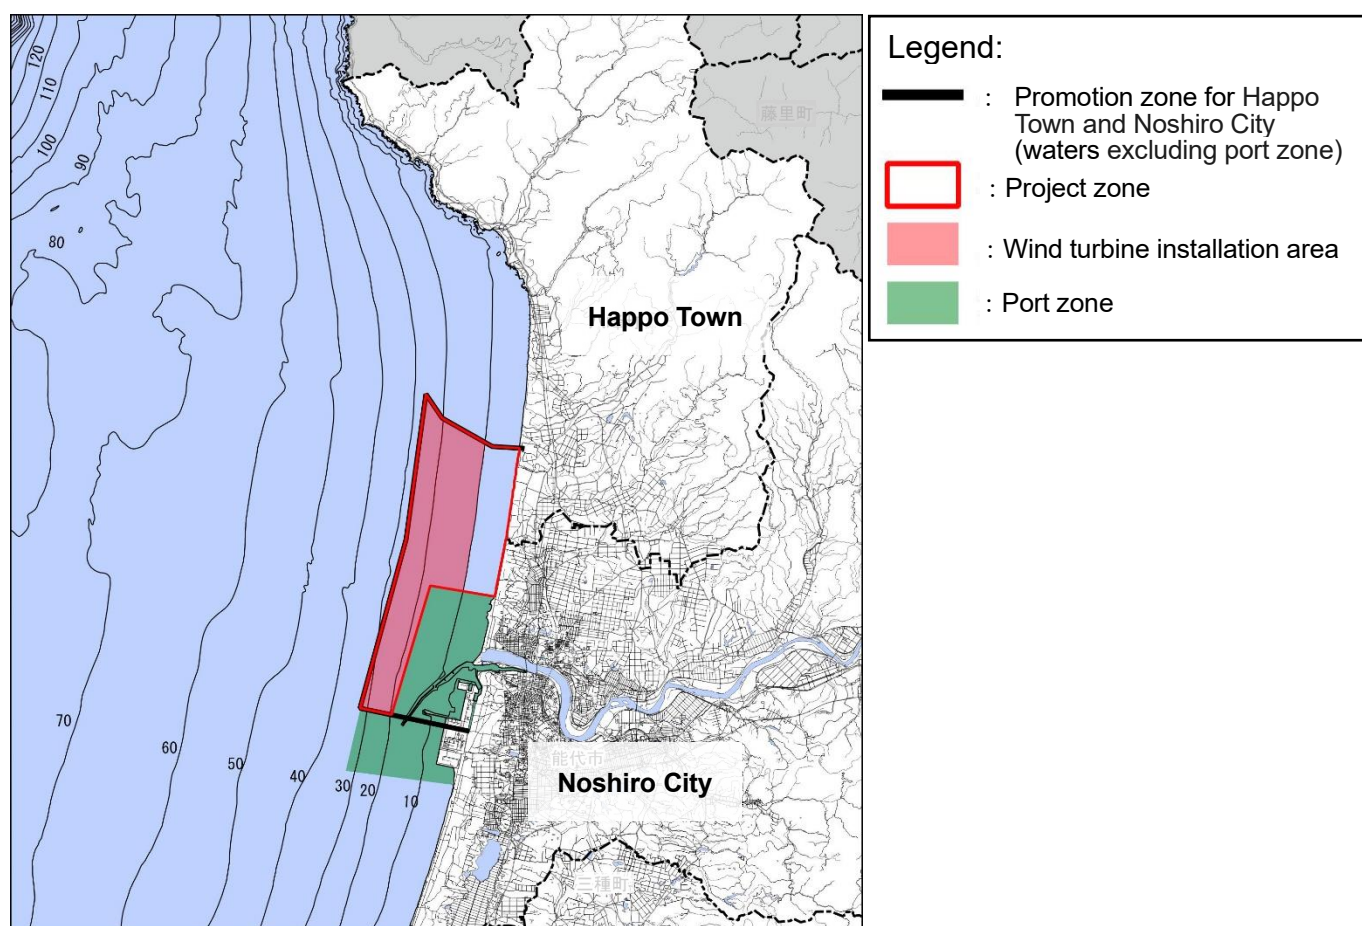 120
110
100
90
80
70
60
50
40
30
20
10
藤里町
Happo Town
能代市
Noshiro City
三種町
Legend:
: Promotion zone for Happo
Town and Noshiro City
(waters excluding port zone)
: Project zone
: Wind turbine installation area
: Port zone